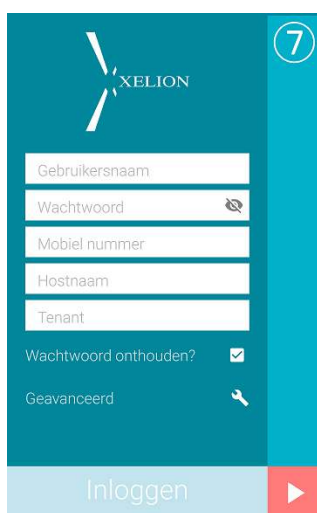 7
XELION
Gebruikersnaam
Wachtwoord
Mobiel nummer
Hostnaam
Tenant
Wachtwoord onthouden?
Geavanceerd
Inloggen